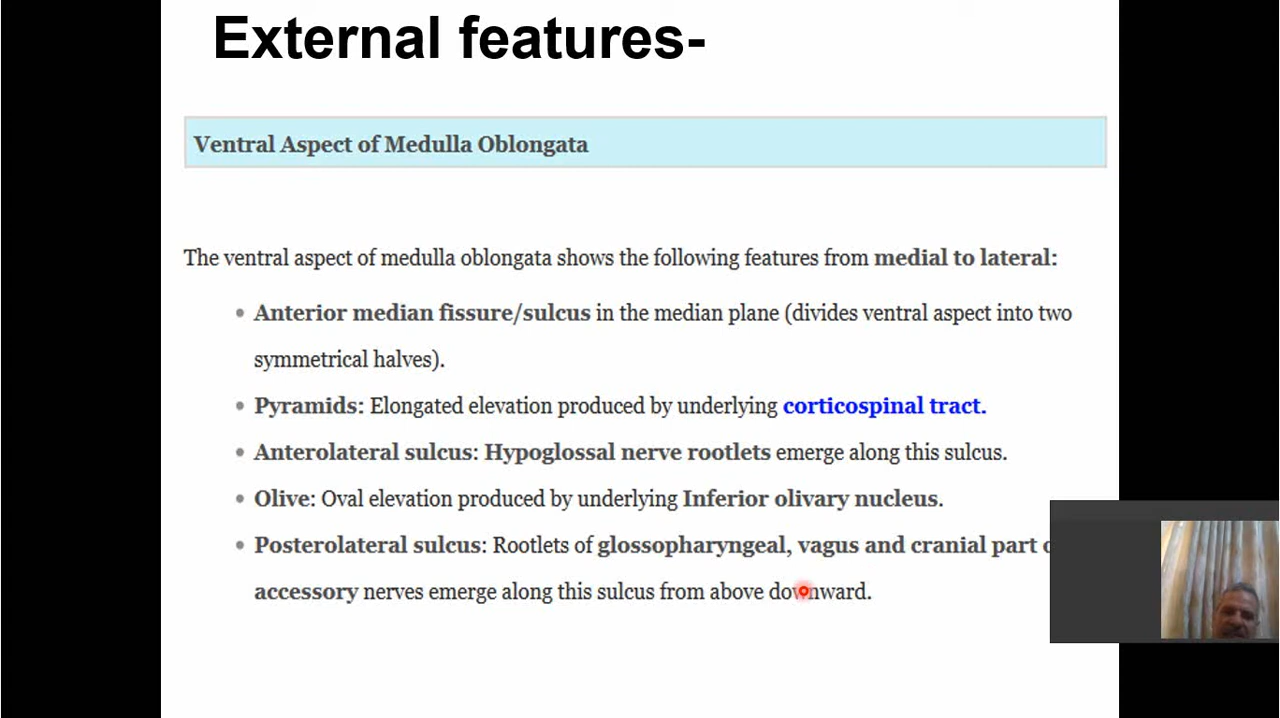 External features-
Ventral Aspect of Medulla Oblongata
The ventral aspect of medulla oblongata shows the following features from medial to lateral:
• Anterior median fissure/sulcus in the median plane (divides ventral aspect into two
symmetrical halves).
• Pyramids: Elongated elevation produced by underlying corticospinal tract.
• Anterolateral sulcus: Hypoglossal nerve rootlets emerge along this sulcus.
• Olive: Oval elevation produced by underlying Inferior olivary nucleus.
• Posterolateral sulcus: Rootlets of glossopharyngeal, vagus and cranial part
accessory nerves emerge along this sulcus from above downward.